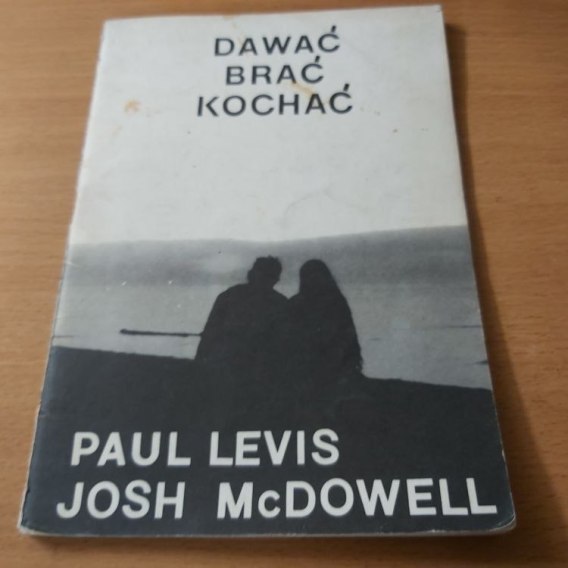 DAWAĆ
BRAĆ
KOCHAĆ
PAUL LEVIS
JOSH McDOWELL